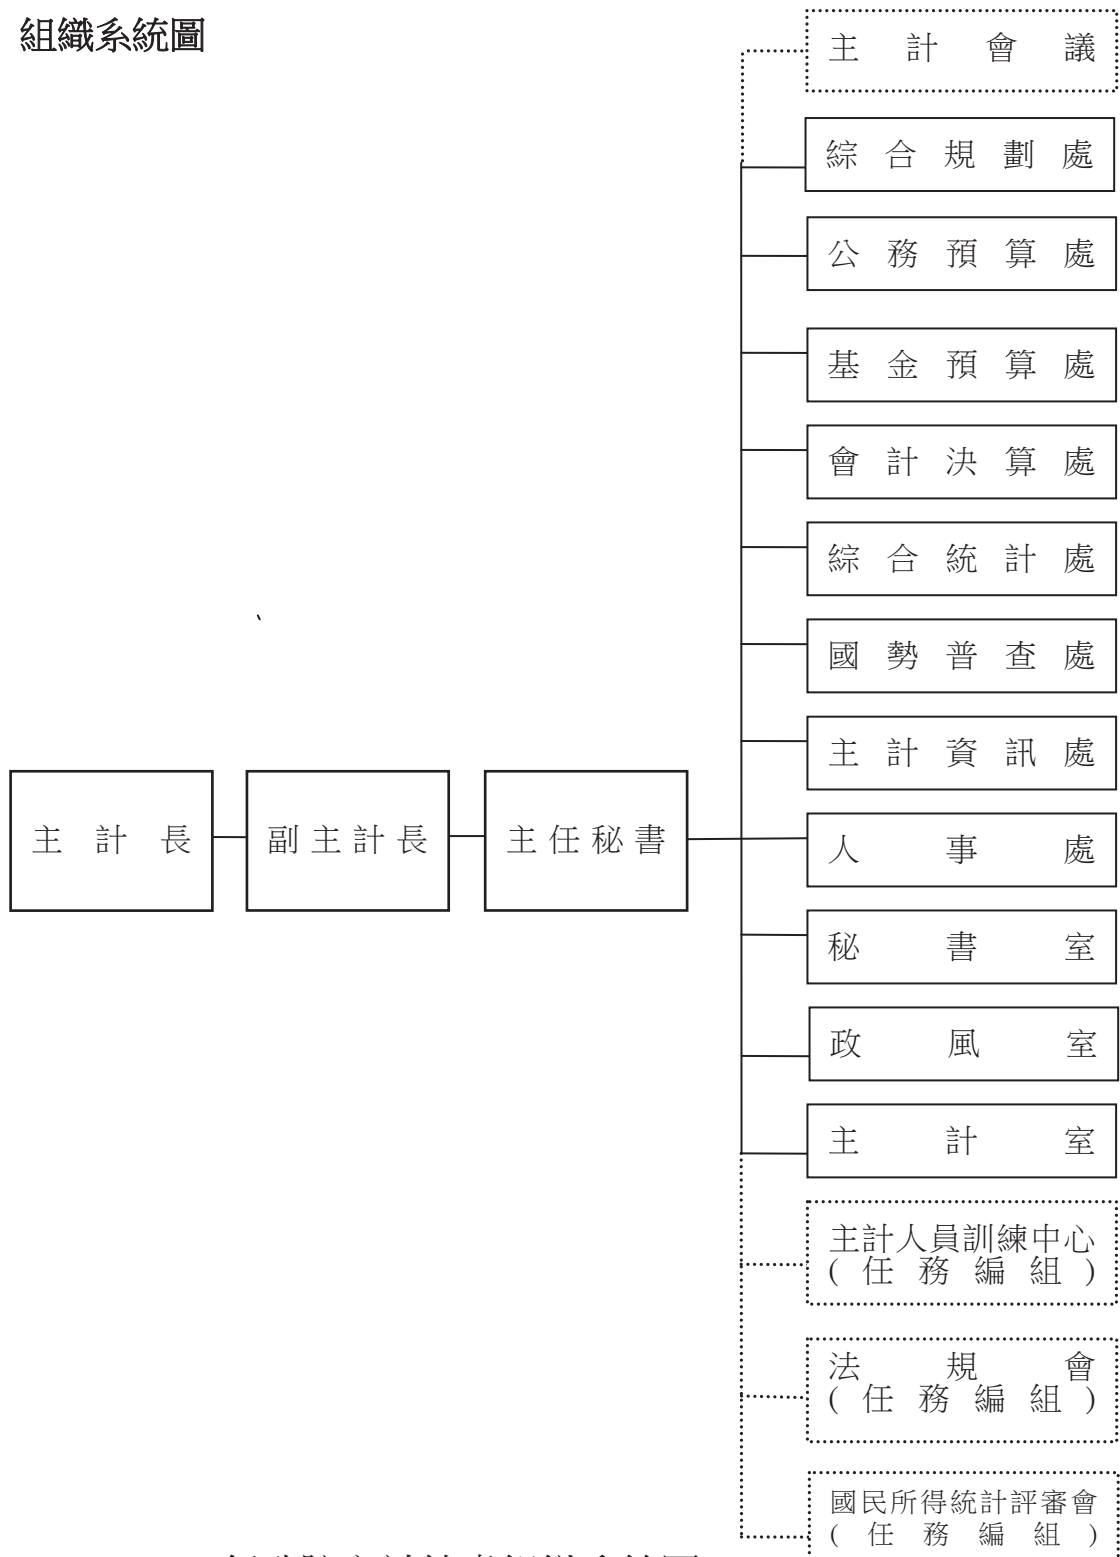 組織系統圖
主計會議
綜合規劃處
公務預算處
基金預算處
會計決算處
綜合統計處
國勢普查處
主計資訊處
主計長
副主計長
主任秘書
人事處
秘書室
政風室
主計室
主計人員訓練中心
(任務編組)
法規會
(任務編組)
國民所得統計評審會
(任務編組)